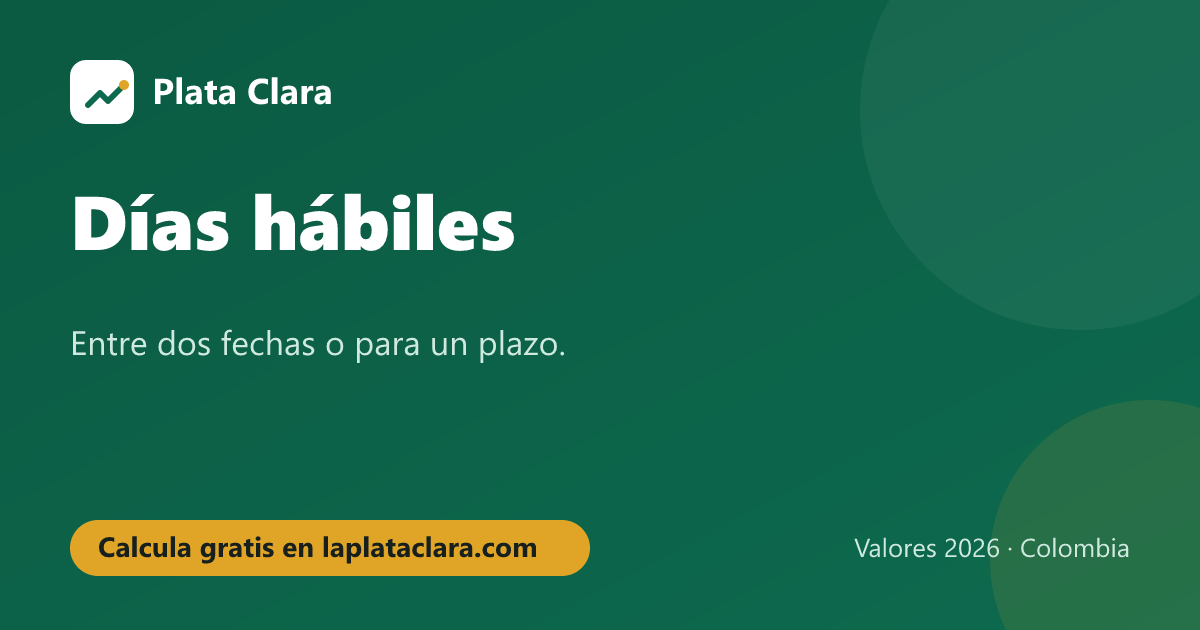 Plata Clara
Días hábiles
Entre dos fechas o para un plazo.
Calcula gratis en laplataclara.com
Valores 2026 · Colombia